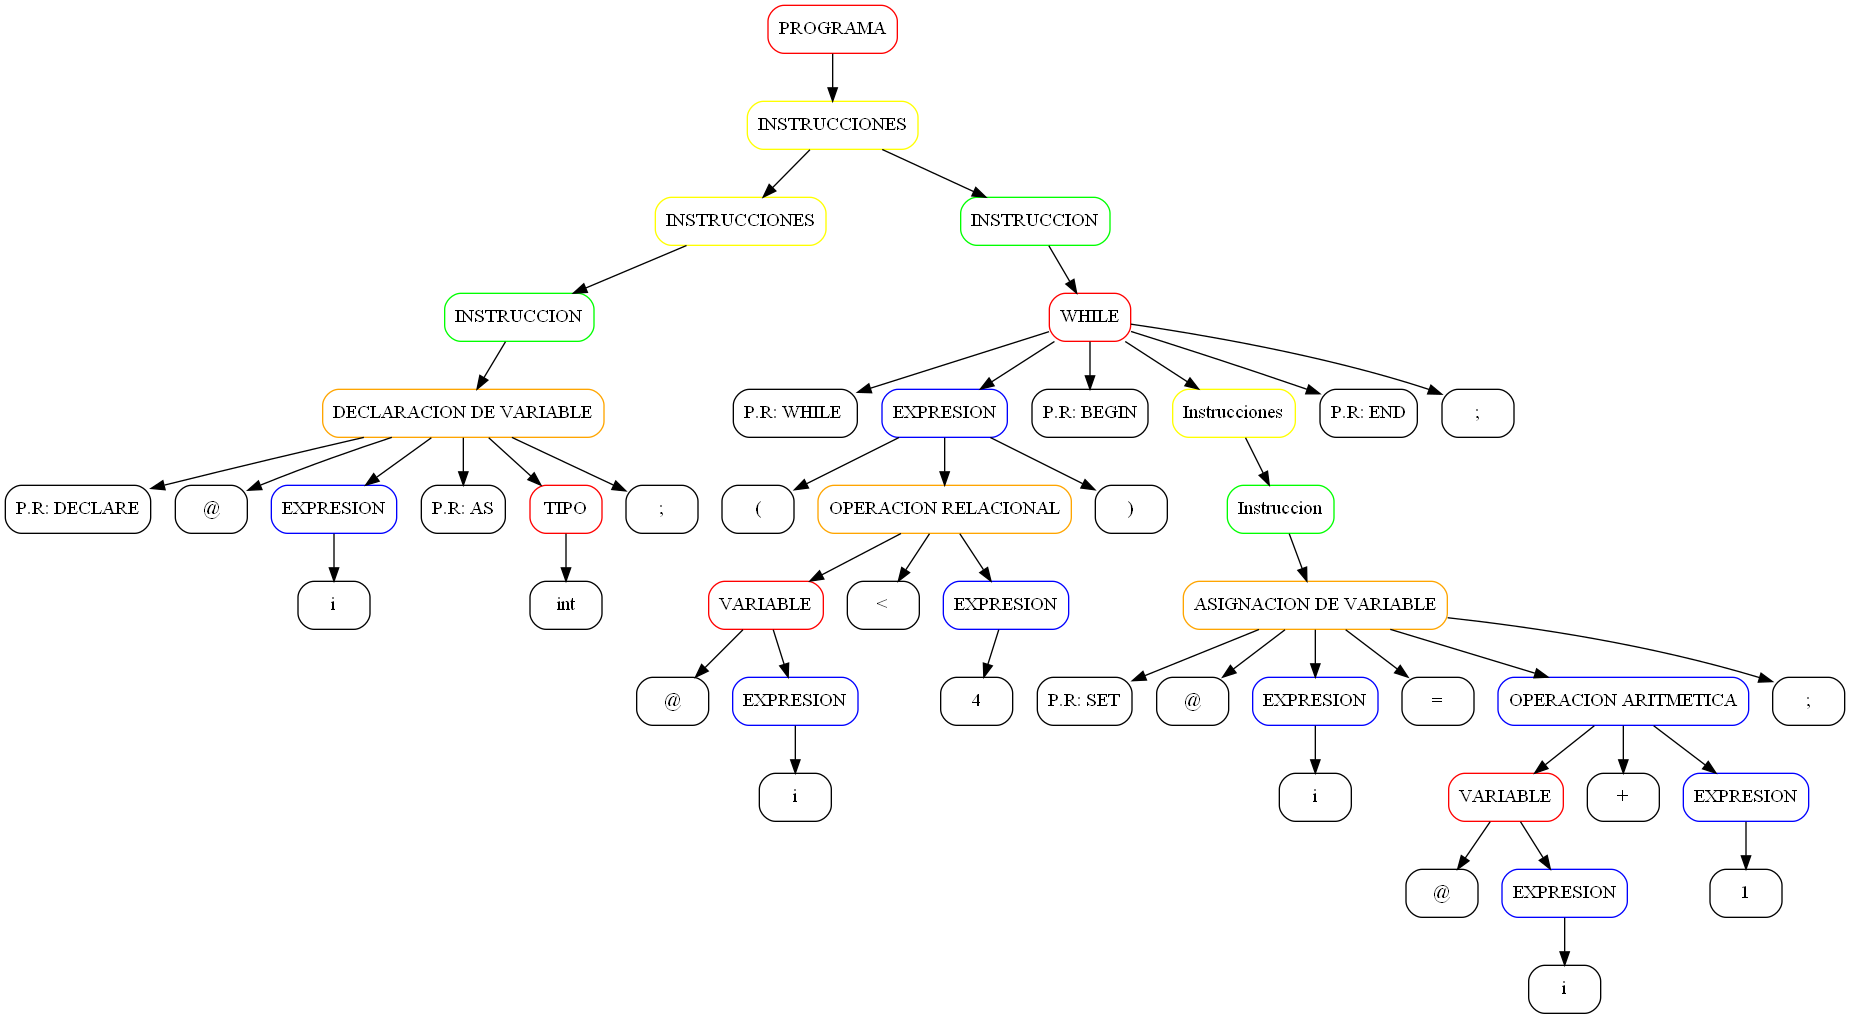 PROGRAMA
INSTRUCCIONES
INSTRUCCIONES
INSTRUCCION
INSTRUCCION
WHILE
DECLARACION DE VARIABLE
P.R: WHILE
EXPRESION
P.R: BEGIN
Instrucciones
P.R: END
;
P.R: DECLARE
@
EXPRESION
P.R: AS
TIPO
;
(
OPERACION RELACIONAL
)
Instruccion
i
int
VARIABLE
<
EXPRESION
ASIGNACION DE VARIABLE
@
EXPRESION
4
P.R: SET
@
EXPRESION
=
OPERACION ARITMETICA
;
i
i
VARIABLE
+
EXPRESION
@
EXPRESION
1
i